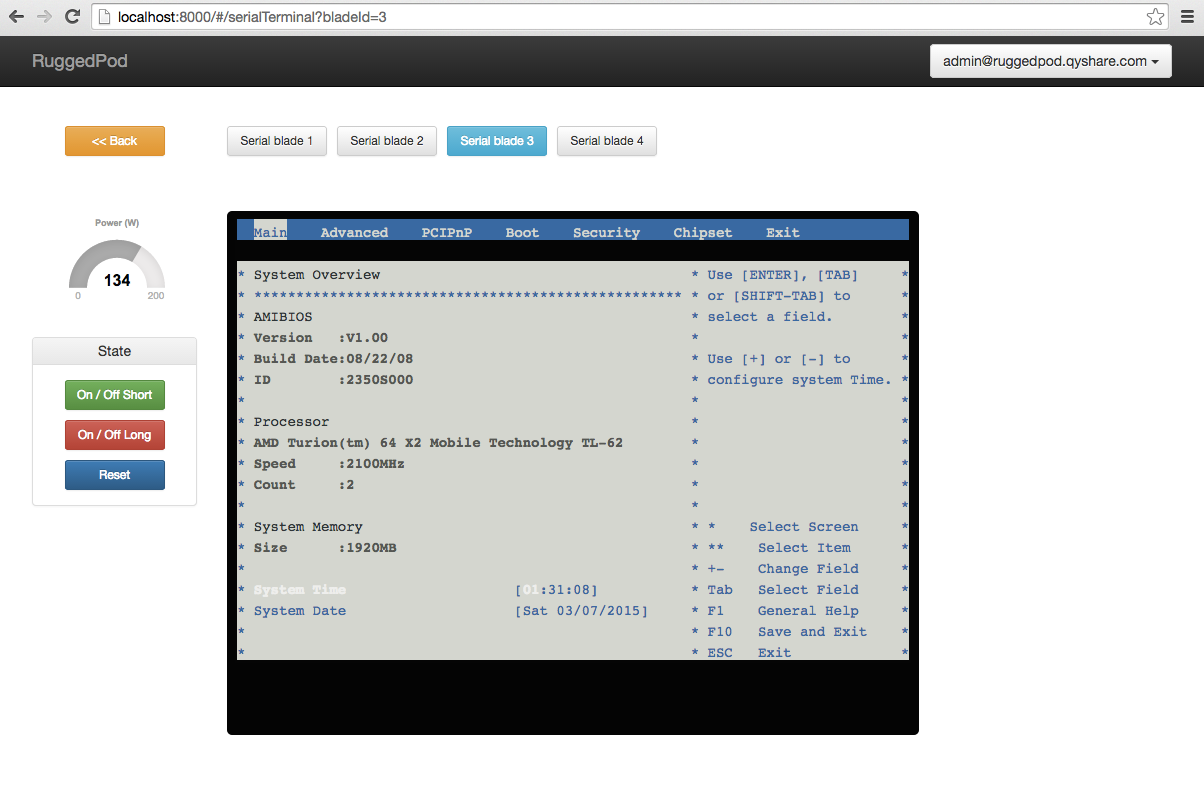 localhost:8000/#/serialTerminal?bladeId=3
RuggedPod
admin@ruggedpod.qyshare.com
<< Back
Serial blade 1 Serial blade 2 Serial blade 3 Serial blade 4
Power (W)
134
0 200
State
On / Off Short
On / Off Long
Reset
Main Advanced PCIPnP Boot Security Chipset Exit
* System Overview * Use [ENTER], [TAB] *
* *************************************************** * or [SHIFT-TAB] to *
* AMIBIOS * select a field. *
* Version :V1.00 * *
* Build Date:08/22/08 * Use [+] or [-] to *
* ID :2350S000 * configure system Time. *
* * *
* Processor * *
* AMD Turion(tm) 64 X2 Mobile Technology TL-62 * *
* Speed :2100MHz * *
* Count :2 * *
* * *
* System Memory * * Select Screen *
* Size :1920MB * ** Select Item *
* * +- Change Field *
* System Time [01:31:08] * Tab Select Field *
* System Date [Sat 03/07/2015] * F1 General Help *
* * F10 Save and Exit *
* * ESC Exit *